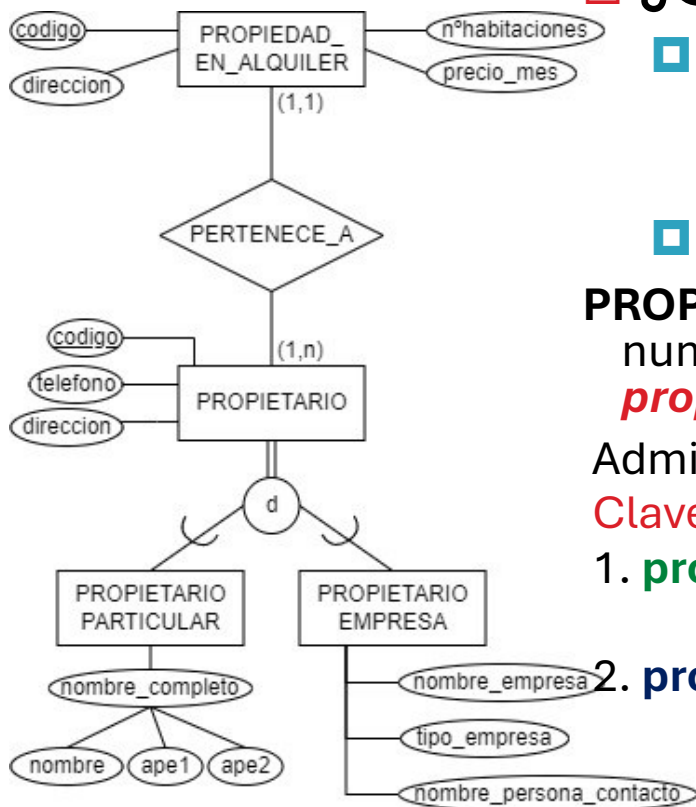 codigo
direccion
PROPIEDAD_
EN_ALQUILER
nºhabitaciones
precio_mes
(1,1)
PERTENECE_A
(1,n)
codigo
telefono
direccion
PROPIETARIO
d
PROPIETARIO
PARTICULAR
PROPIETARIO
EMPRESA
nombre_completo
nombre
ape1
ape2
nombre_empresa
tipo_empresa
nombre_persona_contacto
PROP
num
Admi
Clave
1. pro
2. pro